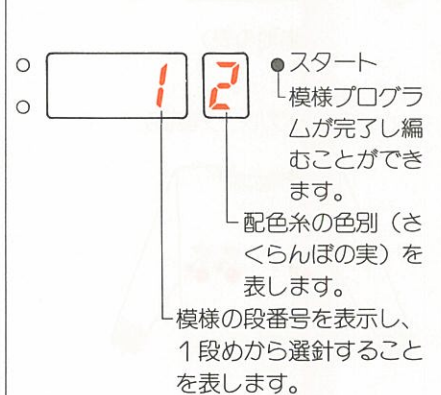 1 2
●スタート
模様プログラ
ムが完了し編
むことができ
ます。
配色糸の色別(さ
くらんぼの実)を
表します。
模様の段番号を表示し、
1段めから選針すること
を表します。